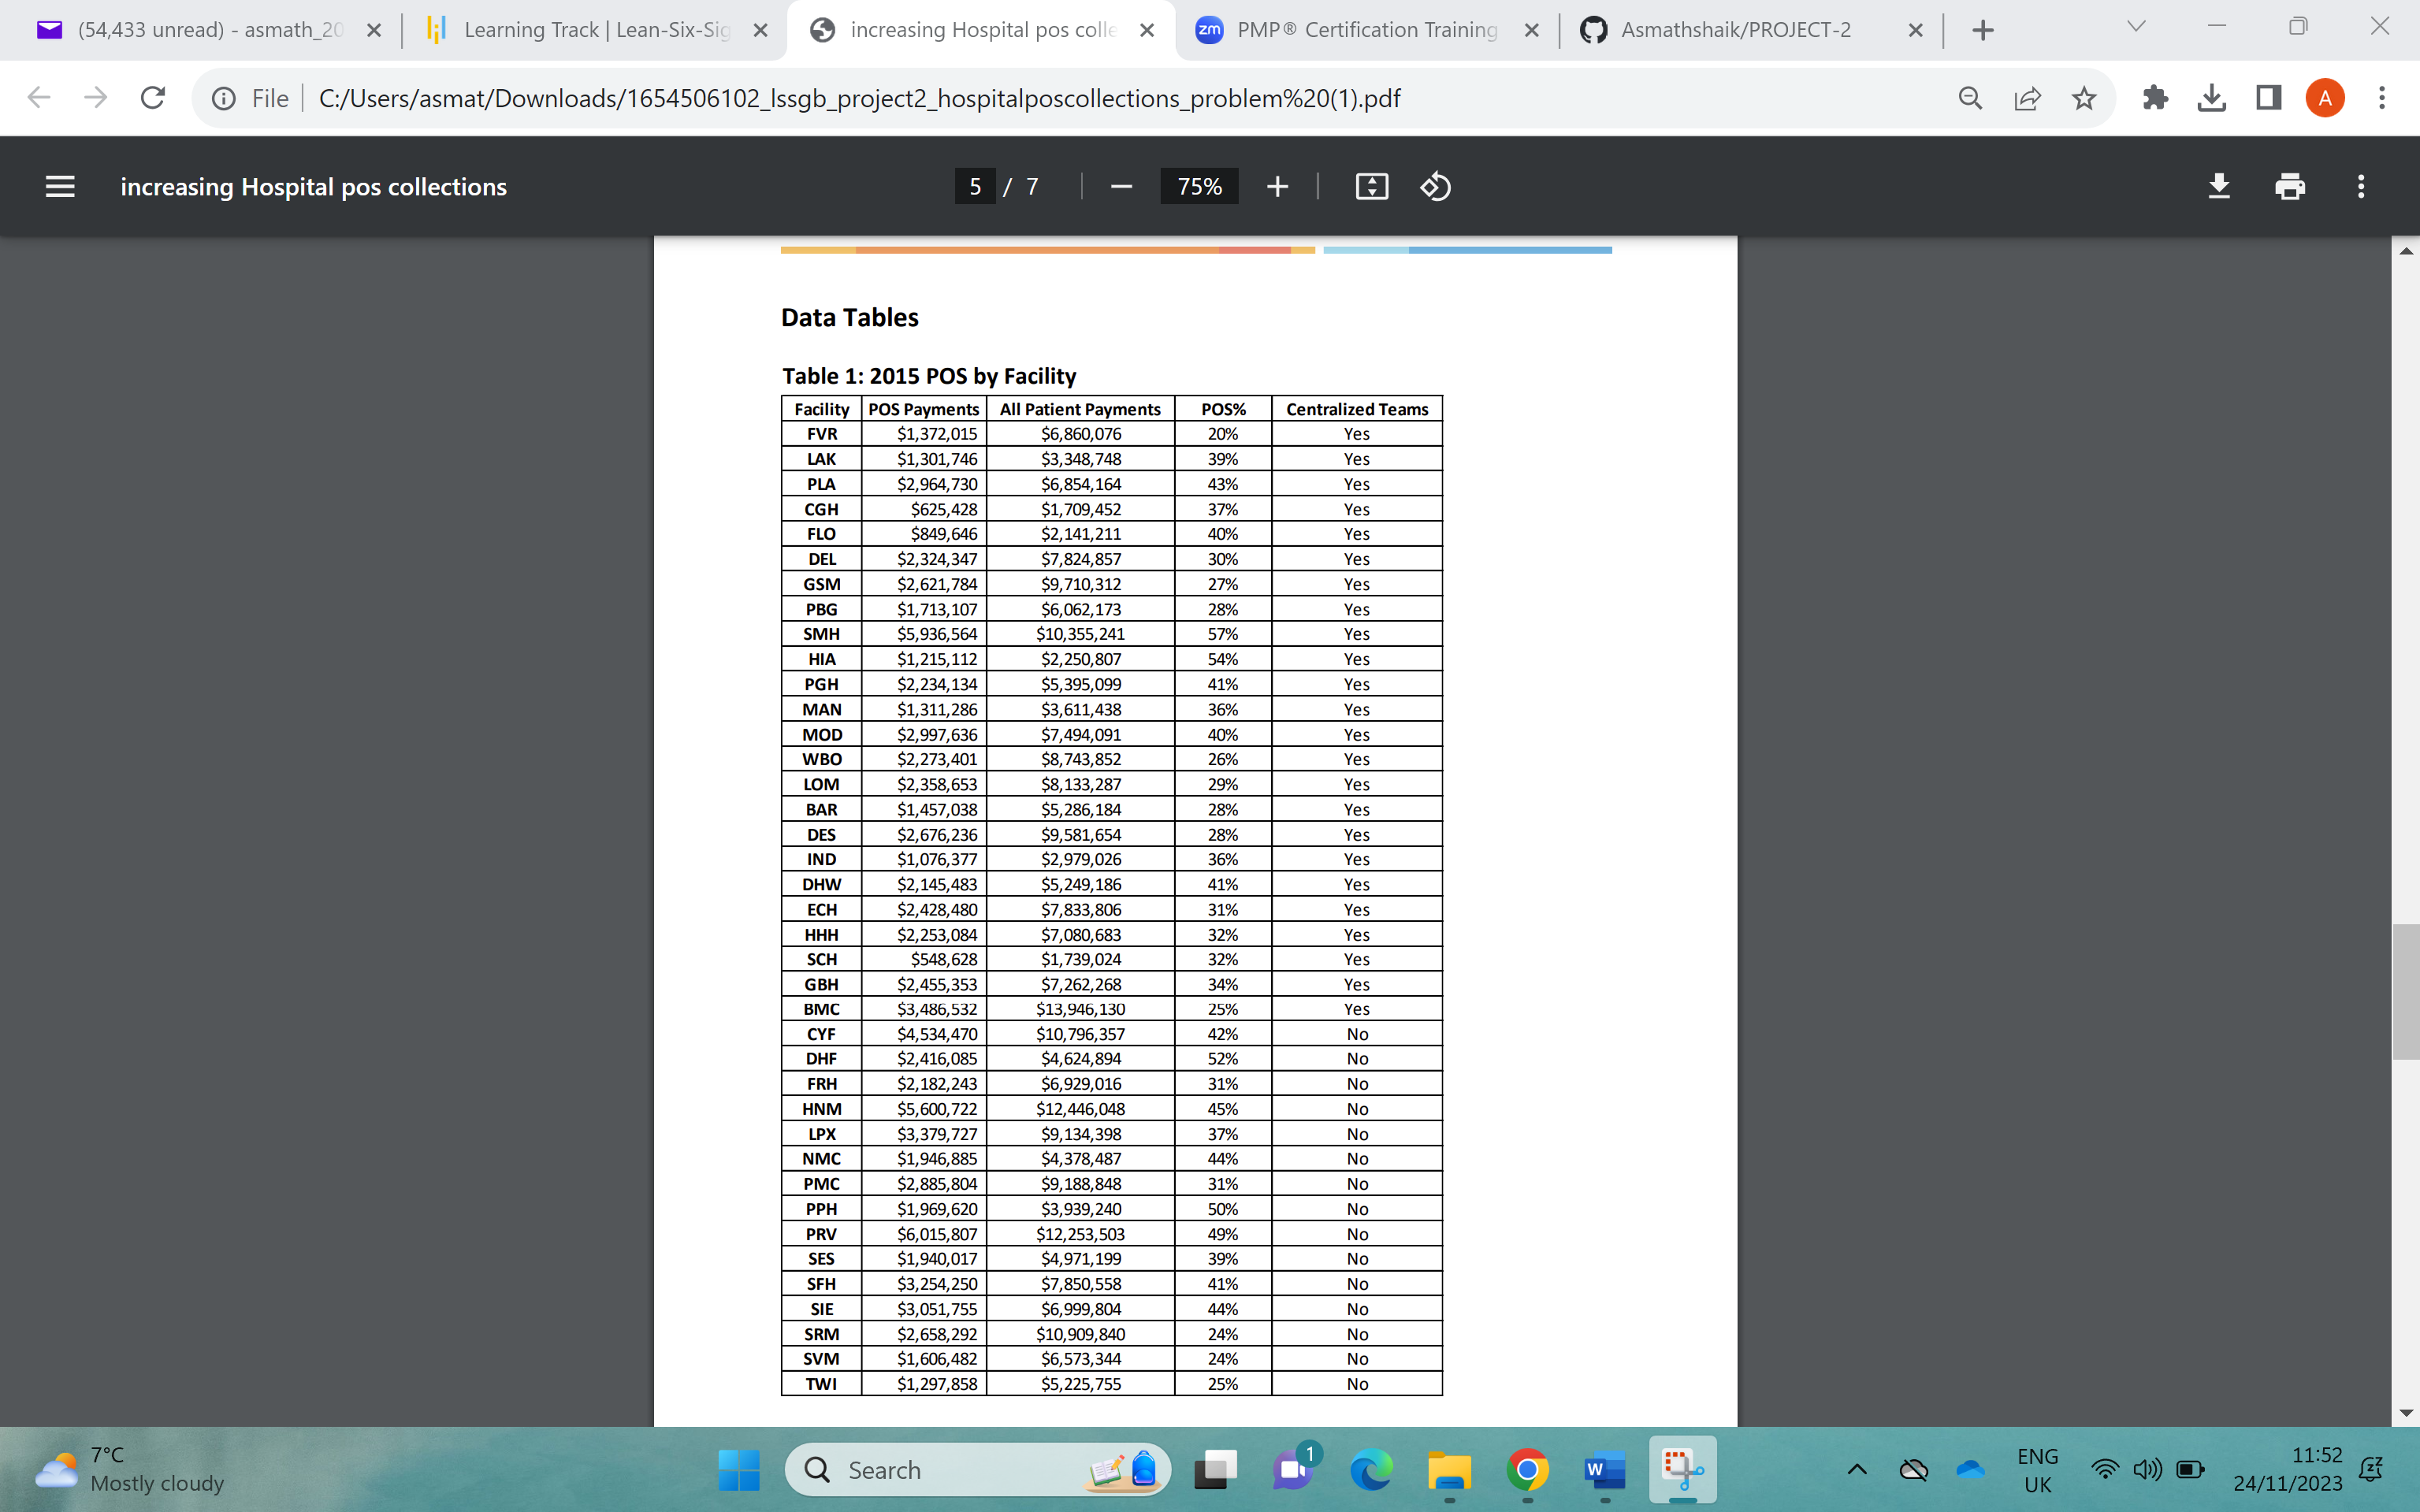 (54,433 unread) - asmath_20
Learning Track | Lean-Six-Sig
increasing Hospital pos colle
zm PMP® Certification Training
Asmathshaik/PROJECT-2
File C:/Users/asmat/Downloads/1654506102_lssgb_project2_hospitalposcollections_problem%20(1).pdf
A
increasing Hospital pos collections 5 / 7 75%
Data Tables
Table 1: 2015 POS by Facility
Facility POS Payments All Patient Payments POS% Centralized Teams
FVR $1,372,015 $6,860,076 20% Yes
LAK $1,301,746 $3,348,748 39% Yes
PLA $2,964,730 $6,854,164 43% Yes
CGH $625,428 $1,709,452 37% Yes
FLO $849,646 $2,141,211 40% Yes
DEL $2,324,347 $7,824,857 30% Yes
GSM $2,621,784 $9,710,312 27% Yes
PBG $1,713,107 $6,062,173 28% Yes
SMH $5,936,564 $10,355,241 57% Yes
HIA $1,215,112 $2,250,807 54% Yes
PGH $2,234,134 $5,395,099 41% Yes
MAN $1,311,286 $3,611,438 36% Yes
MOD $2,997,636 $7,494,091 40% Yes
WBO $2,273,401 $8,743,852 26% Yes
LOM $2,358,653 $8,133,287 29% Yes
BAR $1,457,038 $5,286,184 28% Yes
DES $2,676,236 $9,581,654 28% Yes
IND $1,076,377 $2,979,026 36% Yes
DHW $2,145,483 $5,249,186 41% Yes
ECH $2,428,480 $7,833,806 31% Yes
HHH $2,253,084 $7,080,683 32% Yes
SCH $548,628 $1,739,024 32% Yes
GBH $2,455,353 $7,262,268 34% Yes
BMC $3,486,532 $13,946,130 25% Yes
CYF $4,534,470 $10,796,357 42% No
DHF $2,416,085 $4,624,894 52% No
FRH $2,182,243 $6,929,016 31% No
HNM $5,600,722 $12,446,048 45% No
LPX $3,379,727 $9,134,398 37% No
NMC $1,946,885 $4,378,487 44% No
PMC $2,885,804 $9,188,848 31% No
PPH $1,969,620 $3,939,240 50% No
PRV $6,015,807 $12,253,503 49% No
SES $1,940,017 $4,971,199 39% No
SFH $3,254,250 $7,850,558 41% No
SIE $3,051,755 $6,999,804 44% No
SRM $2,658,292 $10,909,840 24% No
SVM $1,606,482 $6,573,344 24% No
TWI $1,297,858 $5,225,755 25% No
7°C
Mostly cloudy
Search
1
W
ENG
UK
11:52
24/11/2023